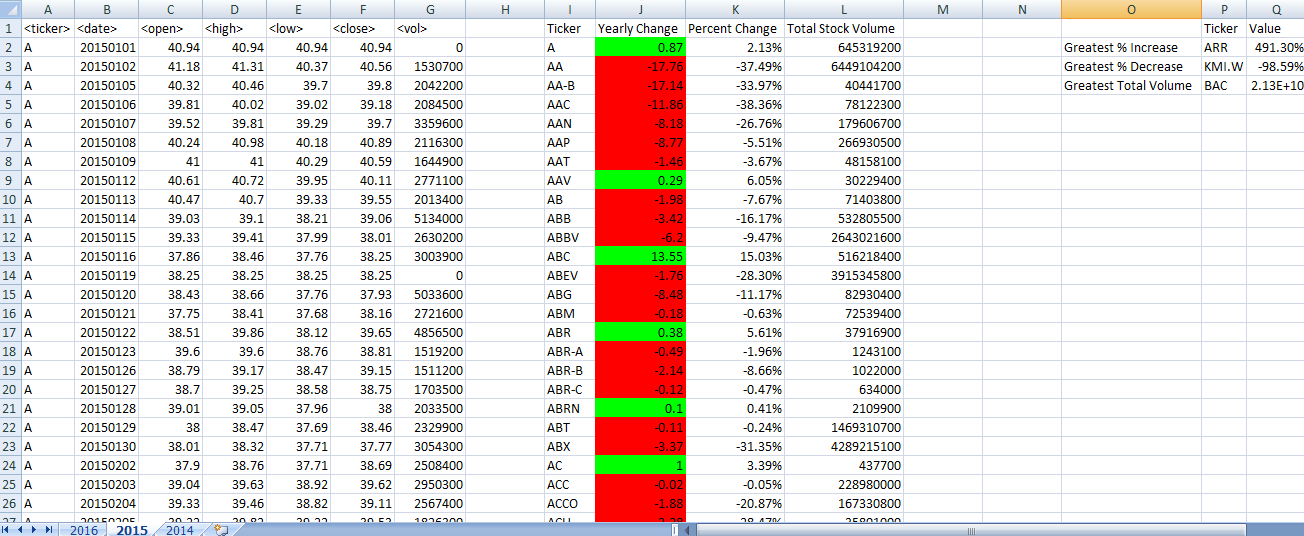 A B C D E F G H I J K L M N O P Q
1 <ticker> <date> <open> <high> <low> <close> <vol> Ticker Yearly Change Percent Change Total Stock Volume Ticker Value
2 A 20150101 40.94 40.94 40.94 40.94 0 A 0.87 2.13% 645319200 Greatest % Increase ARR 491.30%
3 A 20150102 41.18 41.31 40.37 40.56 1530700 AA -17.76 -37.49% 6449104200 Greatest % Decrease KMI.W -98.59%
4 A 20150105 40.32 40.46 39.7 39.8 2042200 AA-B -17.14 -33.97% 40441700 Greatest Total Volume BAC 2.13E+10
5 A 20150106 39.81 40.02 39.02 39.18 2084500 AAC -11.86 -38.36% 78122300
6 A 20150107 39.52 39.81 39.29 39.7 3359600 AAN -8.18 -26.76% 179606700
7 A 20150108 40.24 40.98 40.18 40.89 2116300 AAP -8.77 -5.51% 266930500
8 A 20150109 41 41 40.29 40.59 1644900 AAT -1.46 -3.67% 48158100
9 A 20150112 40.61 40.72 39.95 40.11 2771100 AAV 0.29 6.05% 30229400
10 A 20150113 40.47 40.7 39.33 39.55 2013400 AB -1.98 -7.67% 71403800
11 A 20150114 39.03 39.1 38.21 39.06 5134000 ABB -3.42 -16.17% 532805500
12 A 20150115 39.33 39.41 37.99 38.01 2630200 ABBV -6.2 -9.47% 2643021600
13 A 20150116 37.86 38.46 37.76 38.25 3003900 ABC 13.55 15.03% 516218400
14 A 20150119 38.25 38.25 38.25 38.25 0 ABEV -1.76 -28.30% 3915345800
15 A 20150120 38.43 38.66 37.76 37.93 5033600 ABG -8.48 -11.17% 82930400
16 A 20150121 37.75 38.41 37.68 38.16 2721600 ABM -0.18 -0.63% 72539400
17 A 20150122 38.51 39.86 38.12 39.65 4856500 ABR 0.38 5.61% 37916900
18 A 20150123 39.6 39.6 38.76 38.81 1519200 ABR-A -0.49 -1.96% 1243100
19 A 20150126 38.79 39.17 38.47 39.15 1511200 ABR-B -2.14 -8.66% 1022000
20 A 20150127 38.7 39.25 38.58 38.75 1703500 ABR-C -0.12 -0.47% 634000
21 A 20150128 39.01 39.05 37.96 38 2033500 ABRN 0.1 0.41% 2109900
22 A 20150129 38 38.47 37.69 38.46 2329900 ABT -0.11 -0.24% 1469310700
23 A 20150130 38.01 38.32 37.71 37.77 3054300 ABX -3.37 -31.35% 4289215100
24 A 20150202 37.9 38.76 37.71 38.69 2508400 AC 1 3.39% 437700
25 A 20150203 39.04 39.63 38.92 39.62 2950300 ACC -0.02 -0.05% 228980000
26 A 20150204 39.33 39.46 38.82 39.11 2567400 ACCO -1.88 -20.87% 167330800
2016 2015 2014